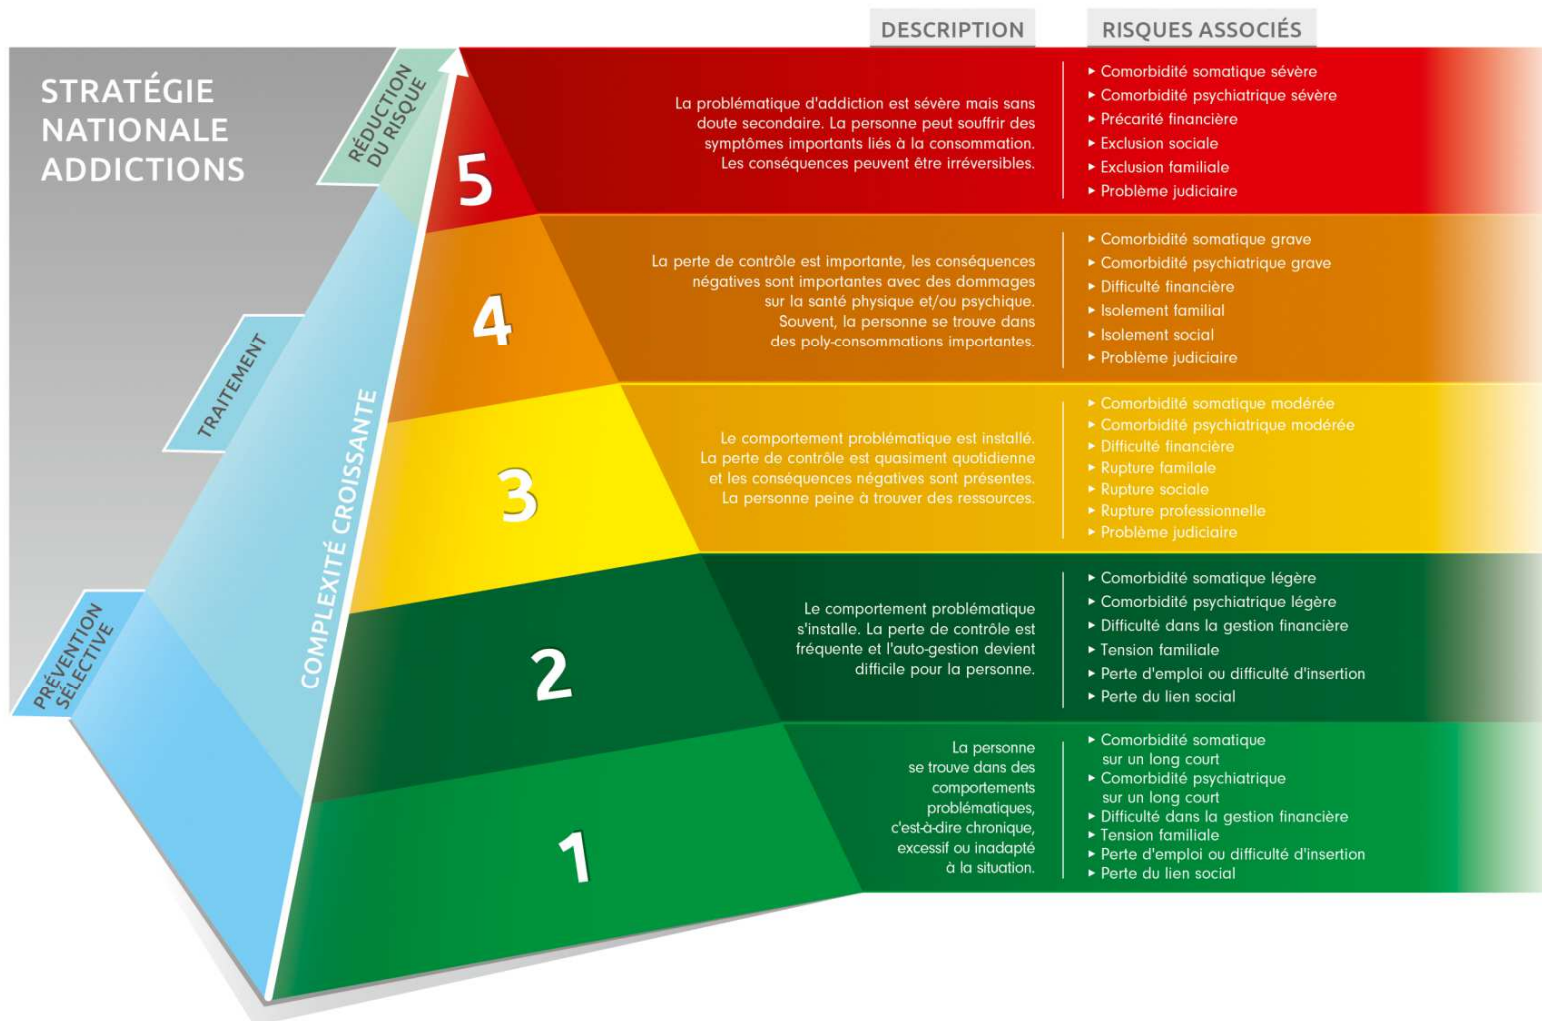 DESCRIPTION
RISQUES ASSOCIÉS
STRATÉGIE
NATIONALE
ADDICTIONS
RÉDUCTION
DU RISQUE
TRAITEMENT
PRÉVENTION
SÉLECTIVE
COMPLEXITÉ CROISSANTE
5
La problématique d'addiction est sévère mais sans
doute secondaire. La personne peut souffrir des
symptômes importants liés à la consommation.
Les conséquences peuvent être irréversibles.
▸ Comorbidité somatique sévère
▸ Comorbidité psychiatrique sévère
▸ Précarité financière
▸ Exclusion sociale
▸ Exclusion familiale
▸ Problème judiciaire
4
La perte de contrôle est importante, les conséquences
négatives sont importantes avec des dommages
sur la santé physique et/ou psychique.
Souvent, la personne se trouve dans
des poly-consommations importantes.
▸ Comorbidité somatique grave
▸ Comorbidité psychiatrique grave
▸ Difficulté financière
▸ Isolement familial
▸ Isolement social
▸ Problème judiciaire
3
Le comportement problématique est installé.
La perte de contrôle est quasiment quotidienne
et les conséquences négatives sont présentes.
La personne peine à trouver des ressources.
▸ Comorbidité somatique modérée
▸ Comorbidité psychiatrique modérée
▸ Difficulté financière
▸ Rupture familale
▸ Rupture sociale
▸ Rupture professionnelle
▸ Problème judiciaire
2
Le comportement problématique
s'installe. La perte de contrôle est
fréquente et l'auto-gestion devient
difficile pour la personne.
▸ Comorbidité somatique légère
▸ Comorbidité psychiatrique légère
▸ Difficulté dans la gestion financière
▸ Tension familiale
▸ Perte d'emploi ou difficulté d'insertion
▸ Perte du lien social
1
La personne
se trouve dans des
comportements
problématiques,
c'est-à-dire chronique,
excessif ou inadapté
à la situation.
▸ Comorbidité somatique
sur un long court
▸ Comorbidité psychiatrique
sur un long court
▸ Difficulté dans la gestion financière
▸ Tension familiale
▸ Perte d'emploi ou difficulté d'insertion
▸ Perte du lien social